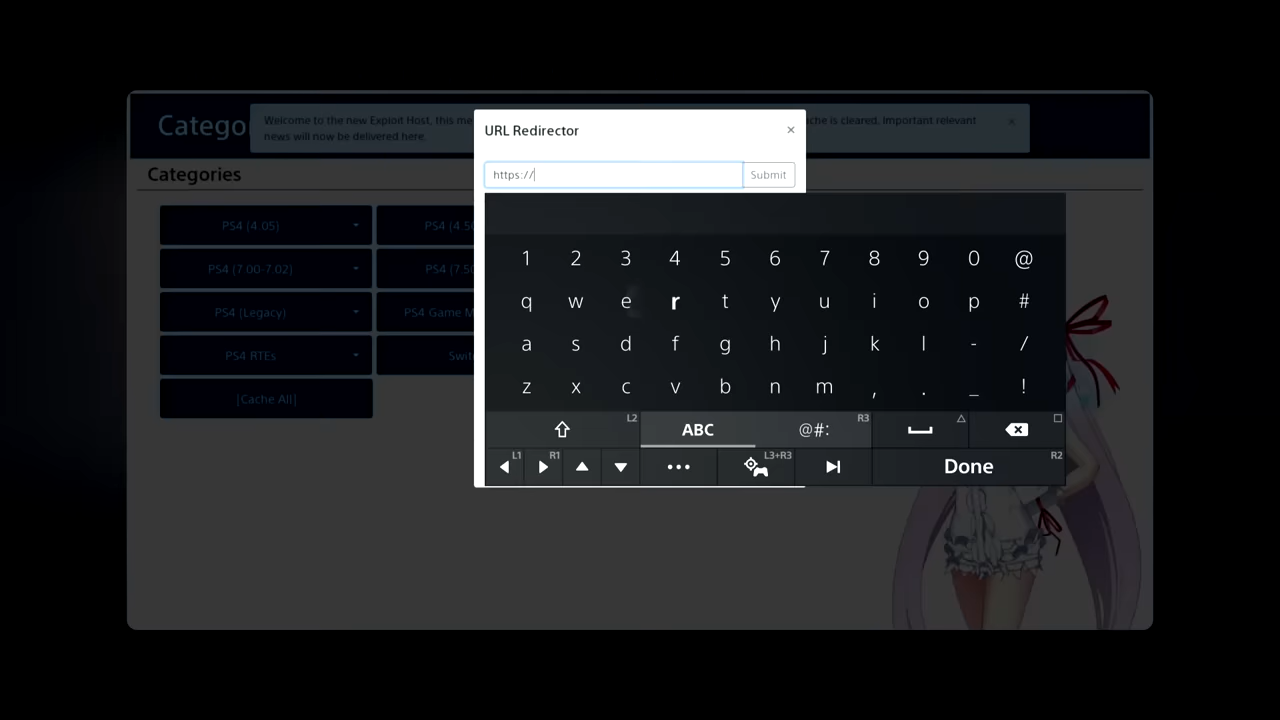 Catego
Welcome to the new Exploit Host, this me
ache is cleared. Important relevant
news will now be delivered here.
×
URL Redirector
×
https://
Submit
Categories
PS4 (4.05)
PS4 (4.5
PS4 (7.00-7.02)
PS4 (7.5
PS4 (Legacy)
PS4 Game M
PS4 RTEs
Swit
[Cache All]
1 2 3 4 5 6 7 8 9 0 @
q w e r t y u i o p #
a s d f g h j k l - /
z x c v b n m , . _ !
L2
ABC
@#: R3
L1 R1
L3+R3
Done R2